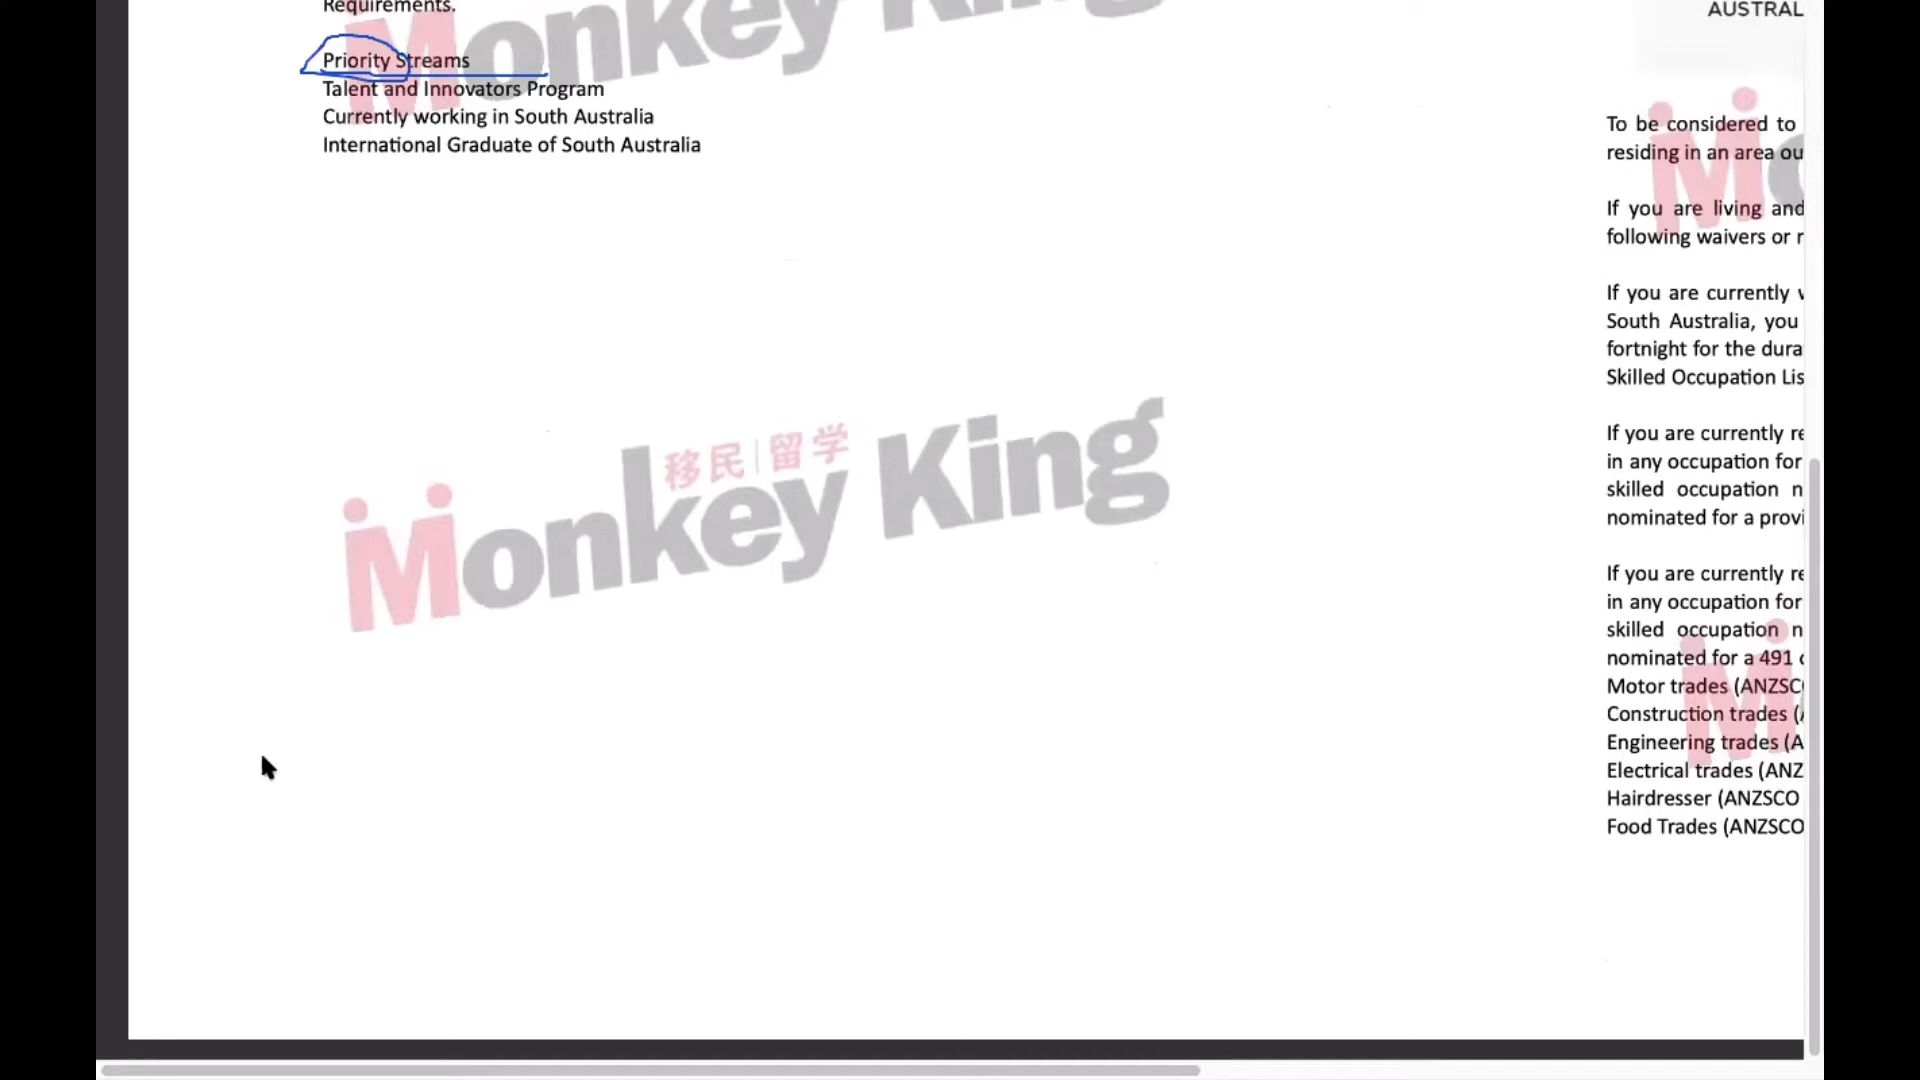 Requirements.
Priority Streams
Talent and Innovators Program
Currently working in South Australia
International Graduate of South Australia
Monkey King
移民|留学
Monkey King
AUSTRAL
To be considered to
residing in an area ou
If you are living and
following waivers or r
If you are currently
South Australia, you
fortnight for the dura
Skilled Occupation Lis
If you are currently re
in any occupation for
skilled occupation n
nominated for a provi
If you are currently re
in any occupation for
skilled occupation n
nominated for a 491
Motor trades (ANZSC
Construction trades (
Engineering trades (A
Electrical trades (ANZ
Hairdresser (ANZSCO
Food Trades (ANZSCO